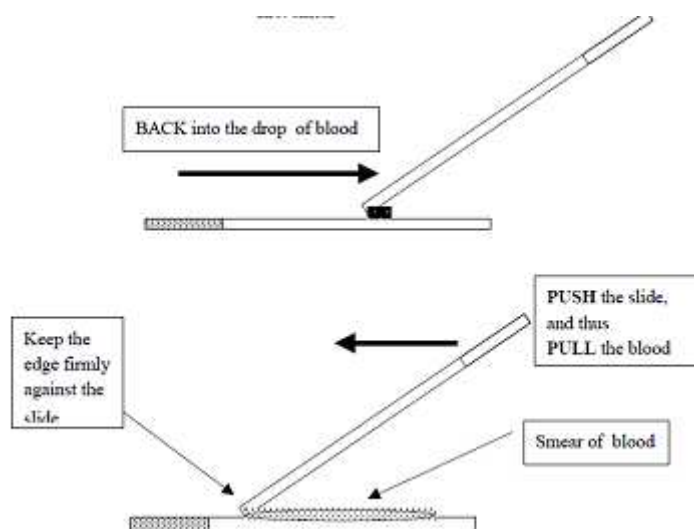 BACK into the drop of blood
PUSH the slide,
and thus
PULL the blood
Keep the
edge firmly
against the
slide
Smear of blood